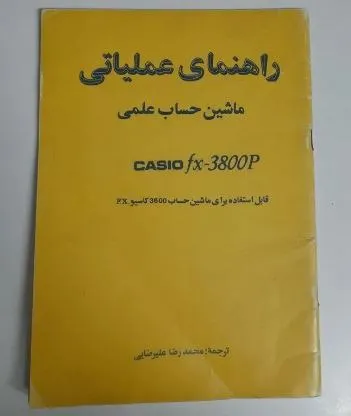 راهنمای عملیاتی
ماشین حساب علمی
CASIO fx-3800P
قابل استفاده برای ماشین حساب 3600 کاسیو F.X
ترجمهٔ: محمد رضا علیرضایی